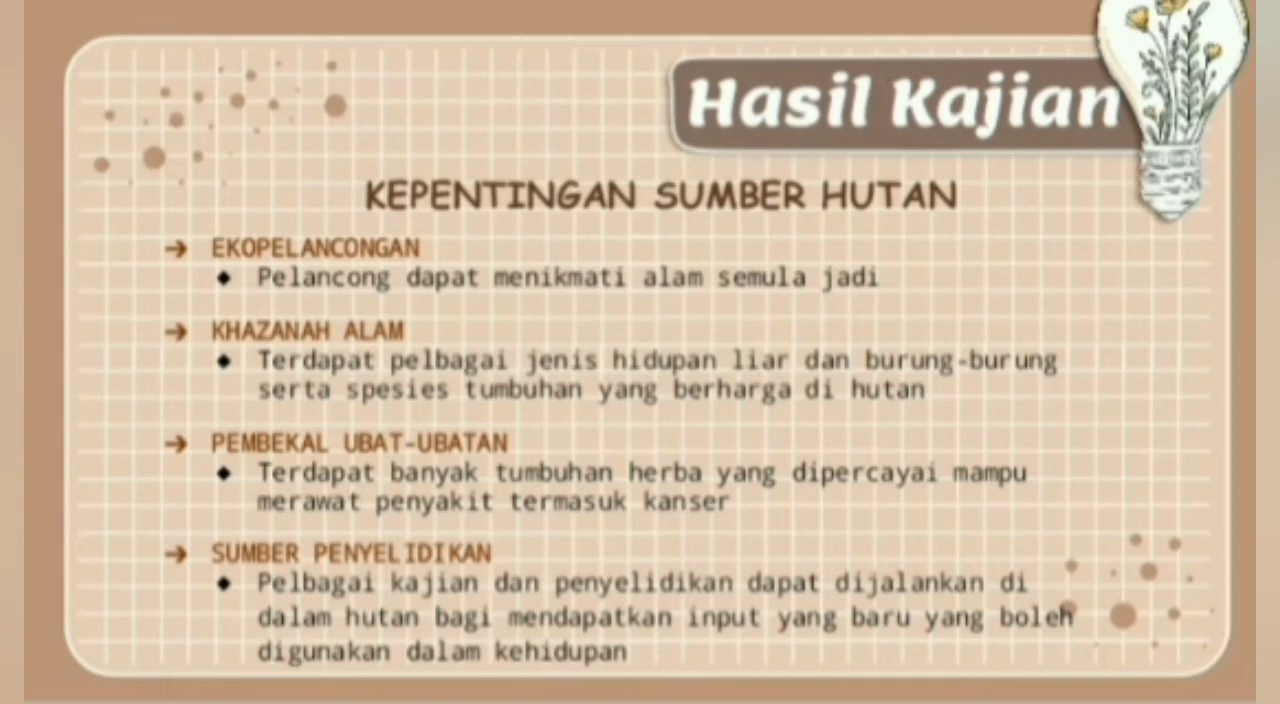 Hasil Kajian
KEPENTINGAN SUMBER HUTAN
➔ EKOPELANCONGAN
◆ Pelancong dapat menikmati alam semula jadi
➔ KHAZANAH ALAM
◆ Terdapat pelbagai jenis hidupan liar dan burung-burung
serta spesies tumbuhan yang berharga di hutan
➔ PEMBEKAL UBAT-UBATAN
◆ Terdapat banyak tumbuhan herba yang dipercayai mampu
merawat penyakit termasuk kanser
➔ SUMBER PENYELIDIKAN
◆ Pelbagai kajian dan penyelidikan dapat dijalankan di
dalam hutan bagi mendapatkan input yang baru yang boleh
digunakan dalam kehidupan